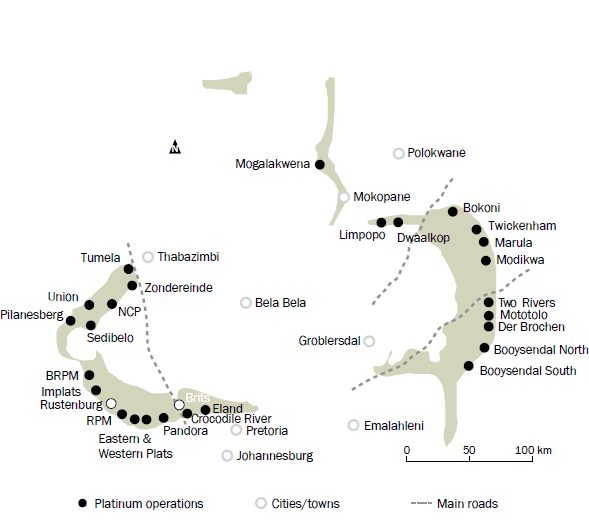 N
Mogalakwena
Polokwane
Mokopane
Bokoni
Limpopo
Dwaalkop
Twickenham
Marula
Modikwa
Tumela
Thabazimbi
Zondereinde
Union
NCP
Pilanesberg
Sedibelo
Bela Bela
Two Rivers
Mototolo
Der Brochen
Groblersdal
Booysendal North
Booysendal South
BRPM
Implats
Rustenburg
Brits
RPM
Eland
Crocodile River
Pandora
Eastern &
Western Plats
Pretoria
Emalahleni
Johannesburg
0 50 100 km
Platinum operations
Cities/towns
Main roads